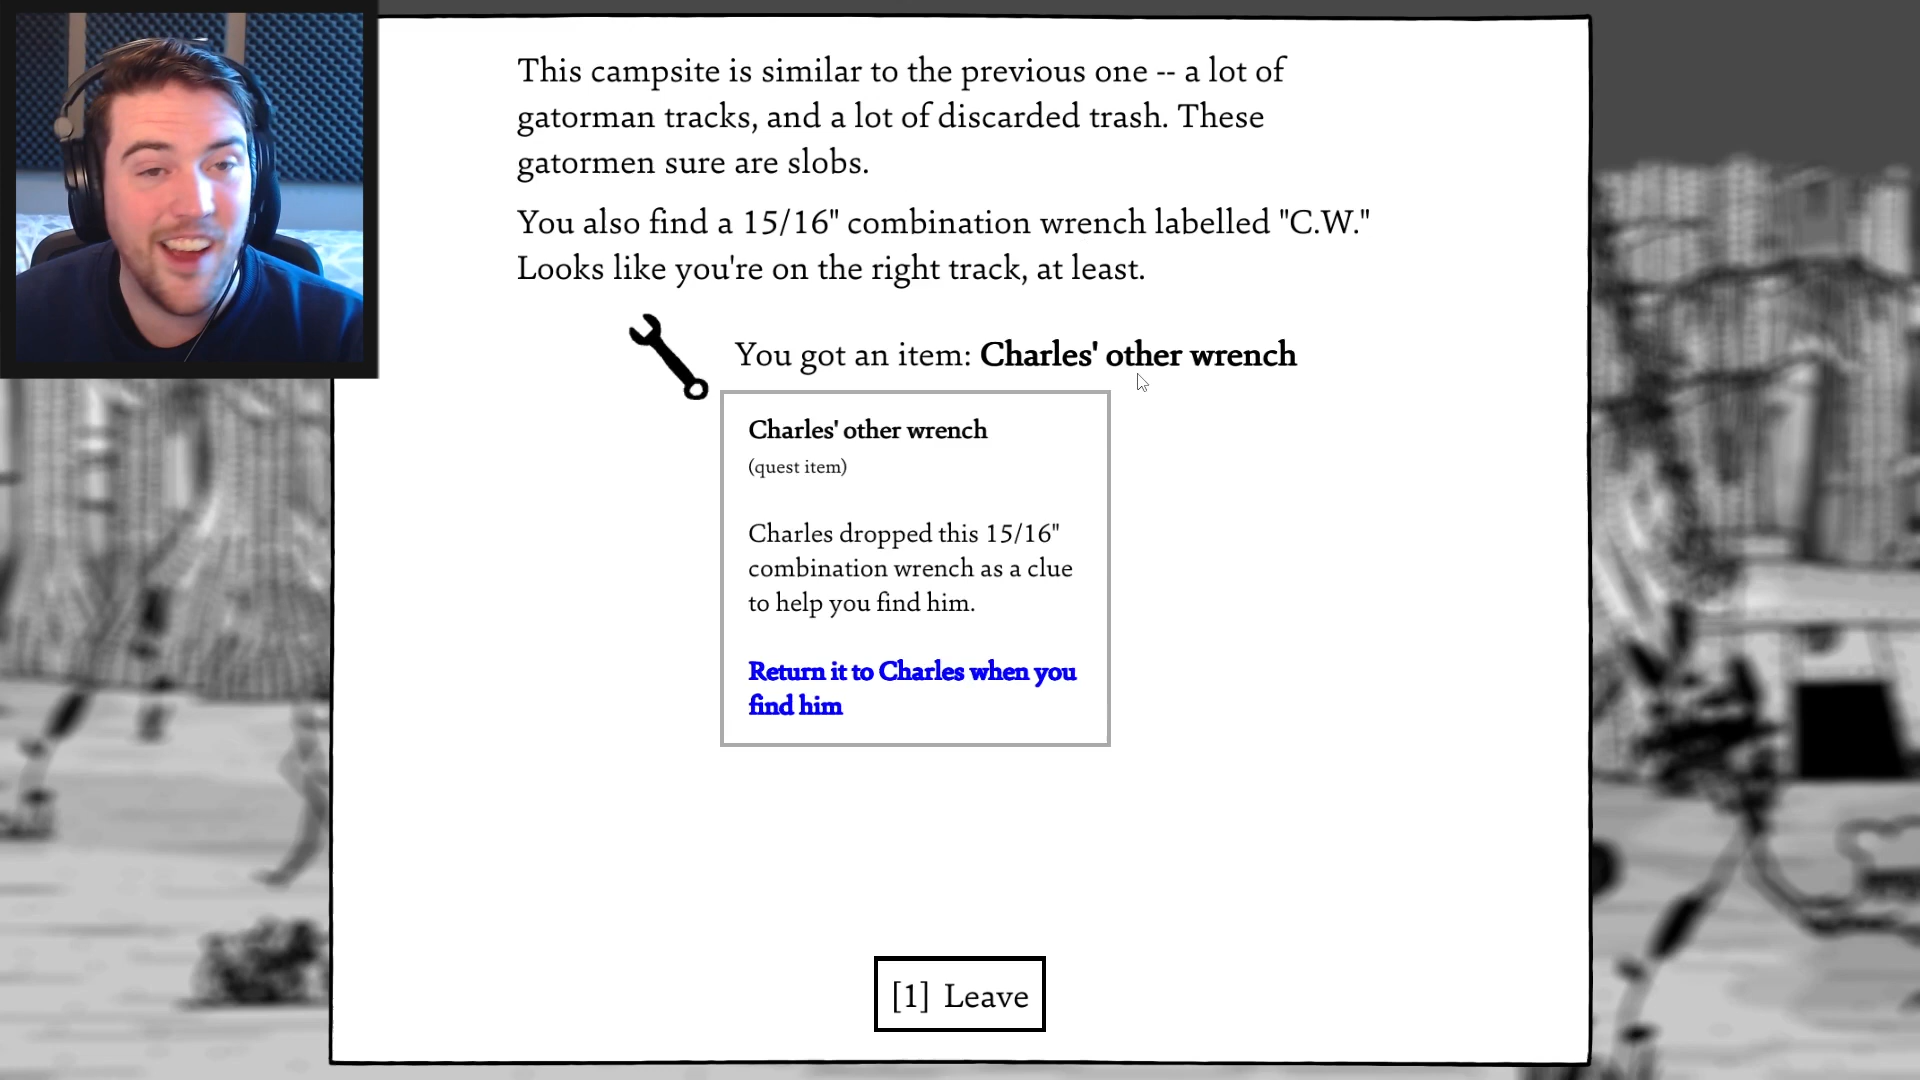 This campsite is similar to the previous one -- a lot of
gatorman tracks, and a lot of discarded trash. These
gatormen sure are slobs.
You also find a 15/16" combination wrench labelled "C.W."
Looks like you're on the right track, at least.
You got an item: Charles' other wrench
Charles' other wrench
(quest item)
Charles dropped this 15/16"
combination wrench as a clue
to help you find him.
Return it to Charles when you
find him
[1] Leave